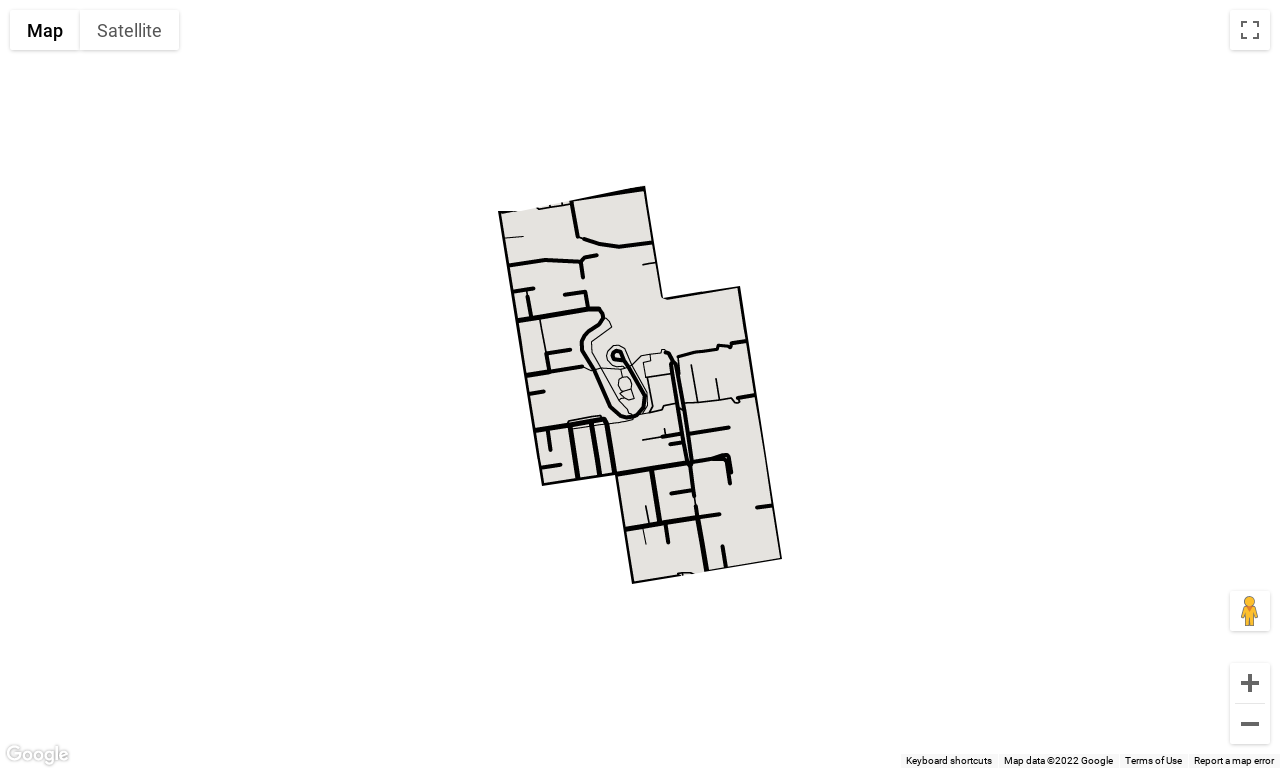 Map Satellite
Google
Keyboard shortcuts Map data ©2022 Google Terms of Use Report a map error